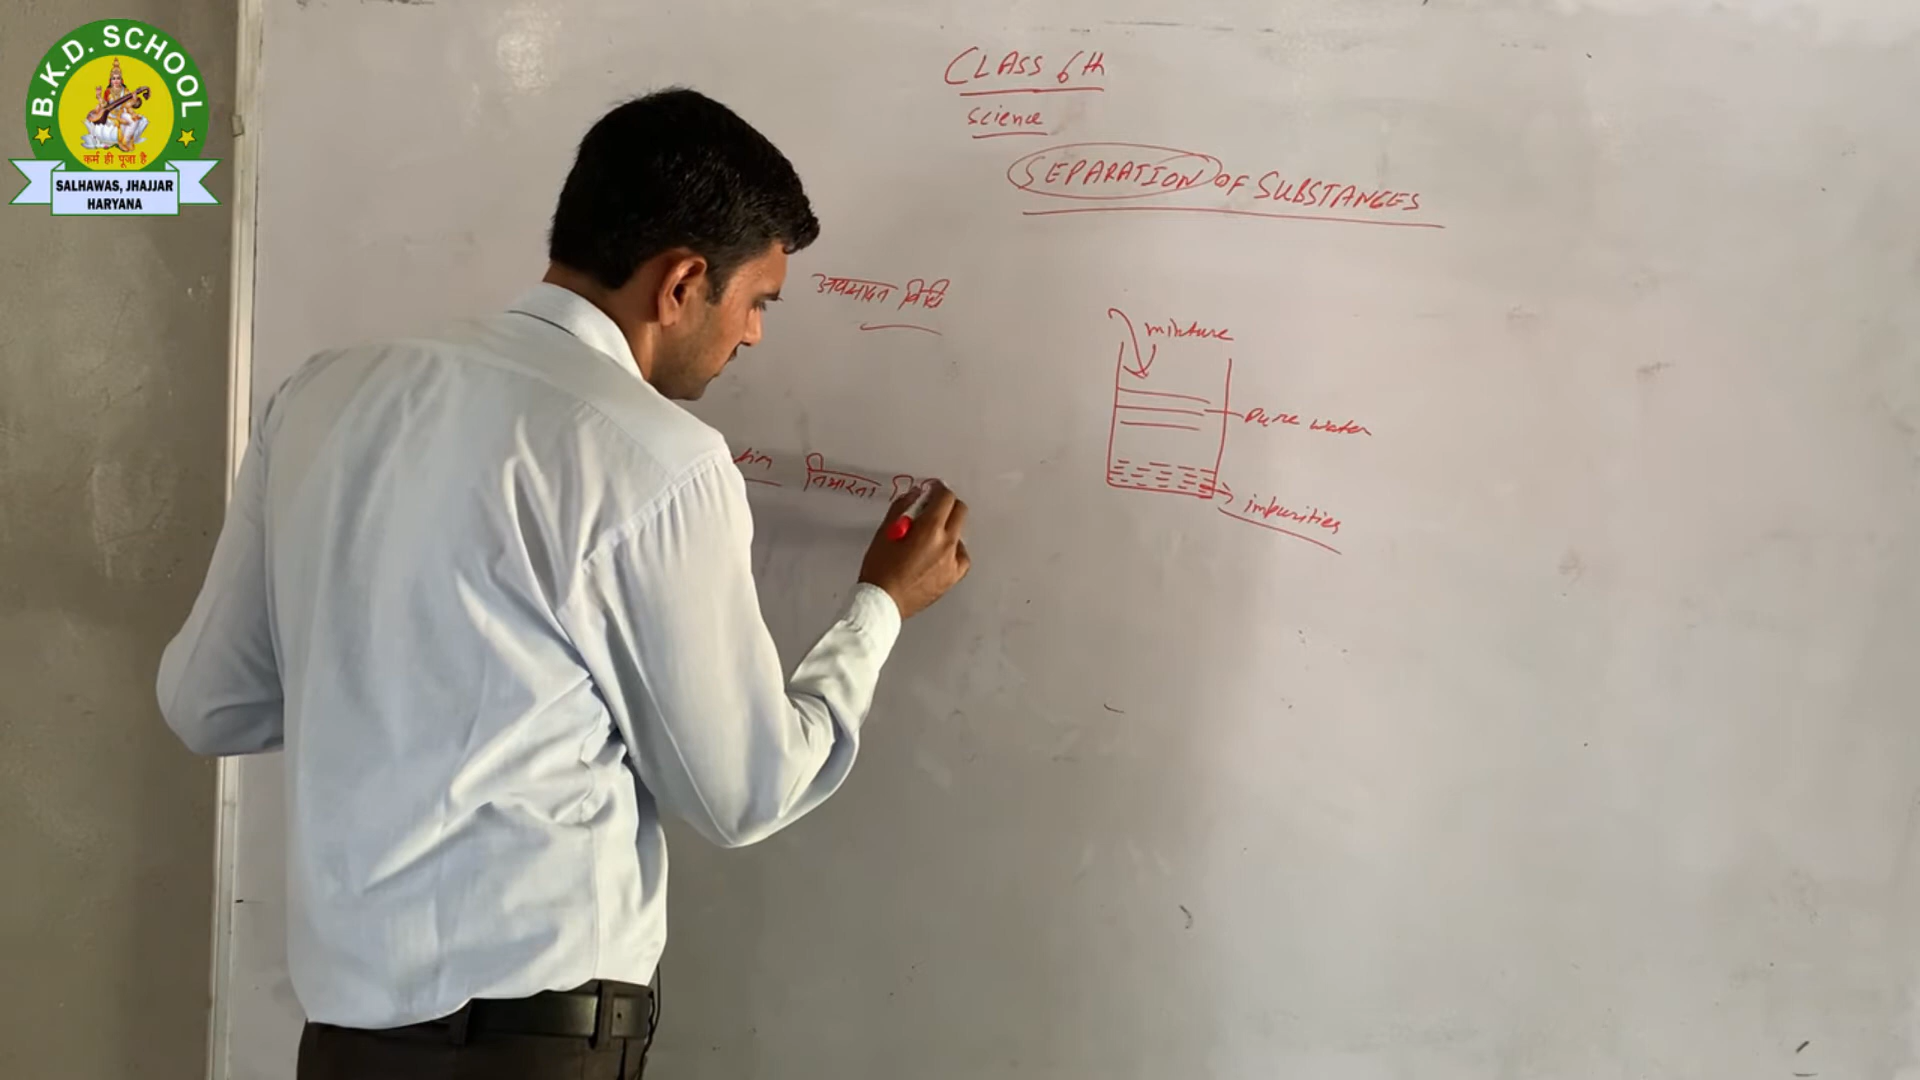 B.K.D. SCHOOL
कर्म ही पूजा है
SALHAWAS, JHAJJAR
HARYANA
CLASS 6th
Science
SEPARATION OF SUBSTANCES
अवसादन विधि
mixture
Pure water
निथारना
impurities